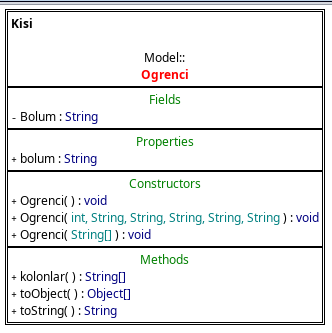 Kisi
Model::
Ogrenci
Fields
- Bolum : String
Properties
+ bolum : String
Constructors
+ Ogrenci( ) : void
+ Ogrenci( int, String, String, String, String, String ) : void
+ Ogrenci( String[] ) : void
Methods
+ kolonlar( ) : String[]
+ toObject( ) : Object[]
+ toString( ) : String